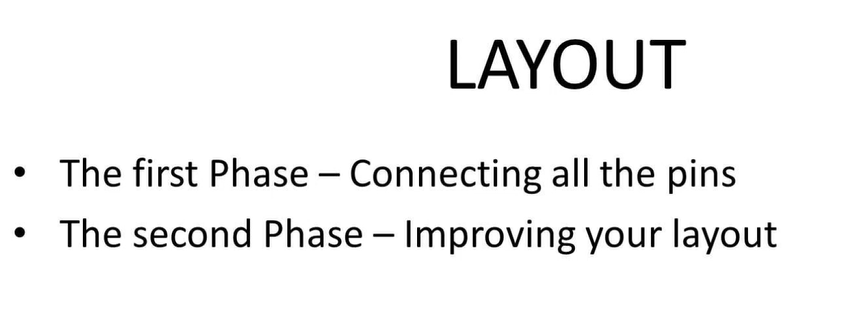 LAYOUT
• The first Phase – Connecting all the pins
• The second Phase – Improving your layout